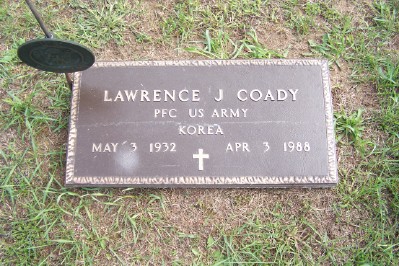 LAWRENCE J COADY
PFC US ARMY
KOREA
MAY 3 1932 APR 3 1988